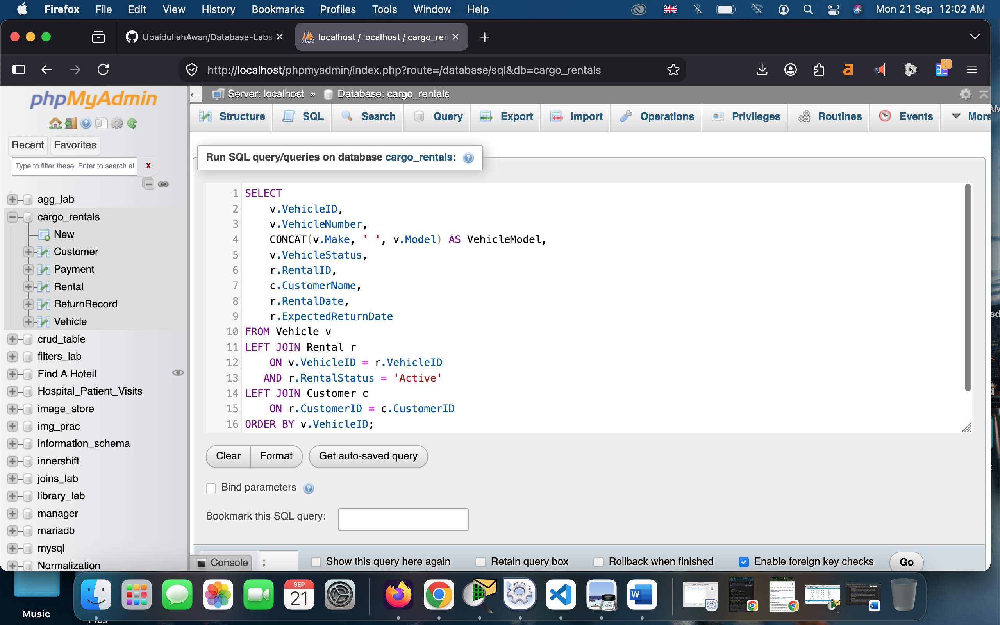 Firefox File Edit View History Bookmarks Profiles Tools Window Help Mon 21 Sep 12:02 AM
UbaidullahAwan/Database-Labs localhost / localhost / cargo_ren
http://localhost/phpmyadmin/index.php?route=/database/sql&db=cargo_rentals
phpMyAdmin
Recent Favorites
Type to filter these, Enter to search al X
agg_lab
cargo_rentals
New
Customer
Payment
Rental
ReturnRecord
Vehicle
crud_table
filters_lab
Find A Hotell
Hospital_Patient_Visits
image_store
img_prac
information_schema
innershift
joins_lab
library_lab
manager
mariadb
mysql
Normalization
Server: localhost » Database: cargo_rentals
Structure SQL Search Query Export Import Operations Privileges Routines Events More
Run SQL query/queries on database cargo_rentals:
1 SELECT
2 v.VehicleID,
3 v.VehicleNumber,
4 CONCAT(v.Make, ' ', v.Model) AS VehicleModel,
5 v.VehicleStatus,
6 r.RentalID,
7 c.CustomerName,
8 r.RentalDate,
9 r.ExpectedReturnDate
10 FROM Vehicle v
11 LEFT JOIN Rental r
12 ON v.VehicleID = r.VehicleID
13 AND r.RentalStatus = 'Active'
14 LEFT JOIN Customer c
15 ON r.CustomerID = c.CustomerID
16 ORDER BY v.VehicleID;
Clear Format Get auto-saved query
Bind parameters
Bookmark this SQL query:
Console ; Show this query here again Retain query box Rollback when finished Enable foreign key checks Go
SEP
21
Music